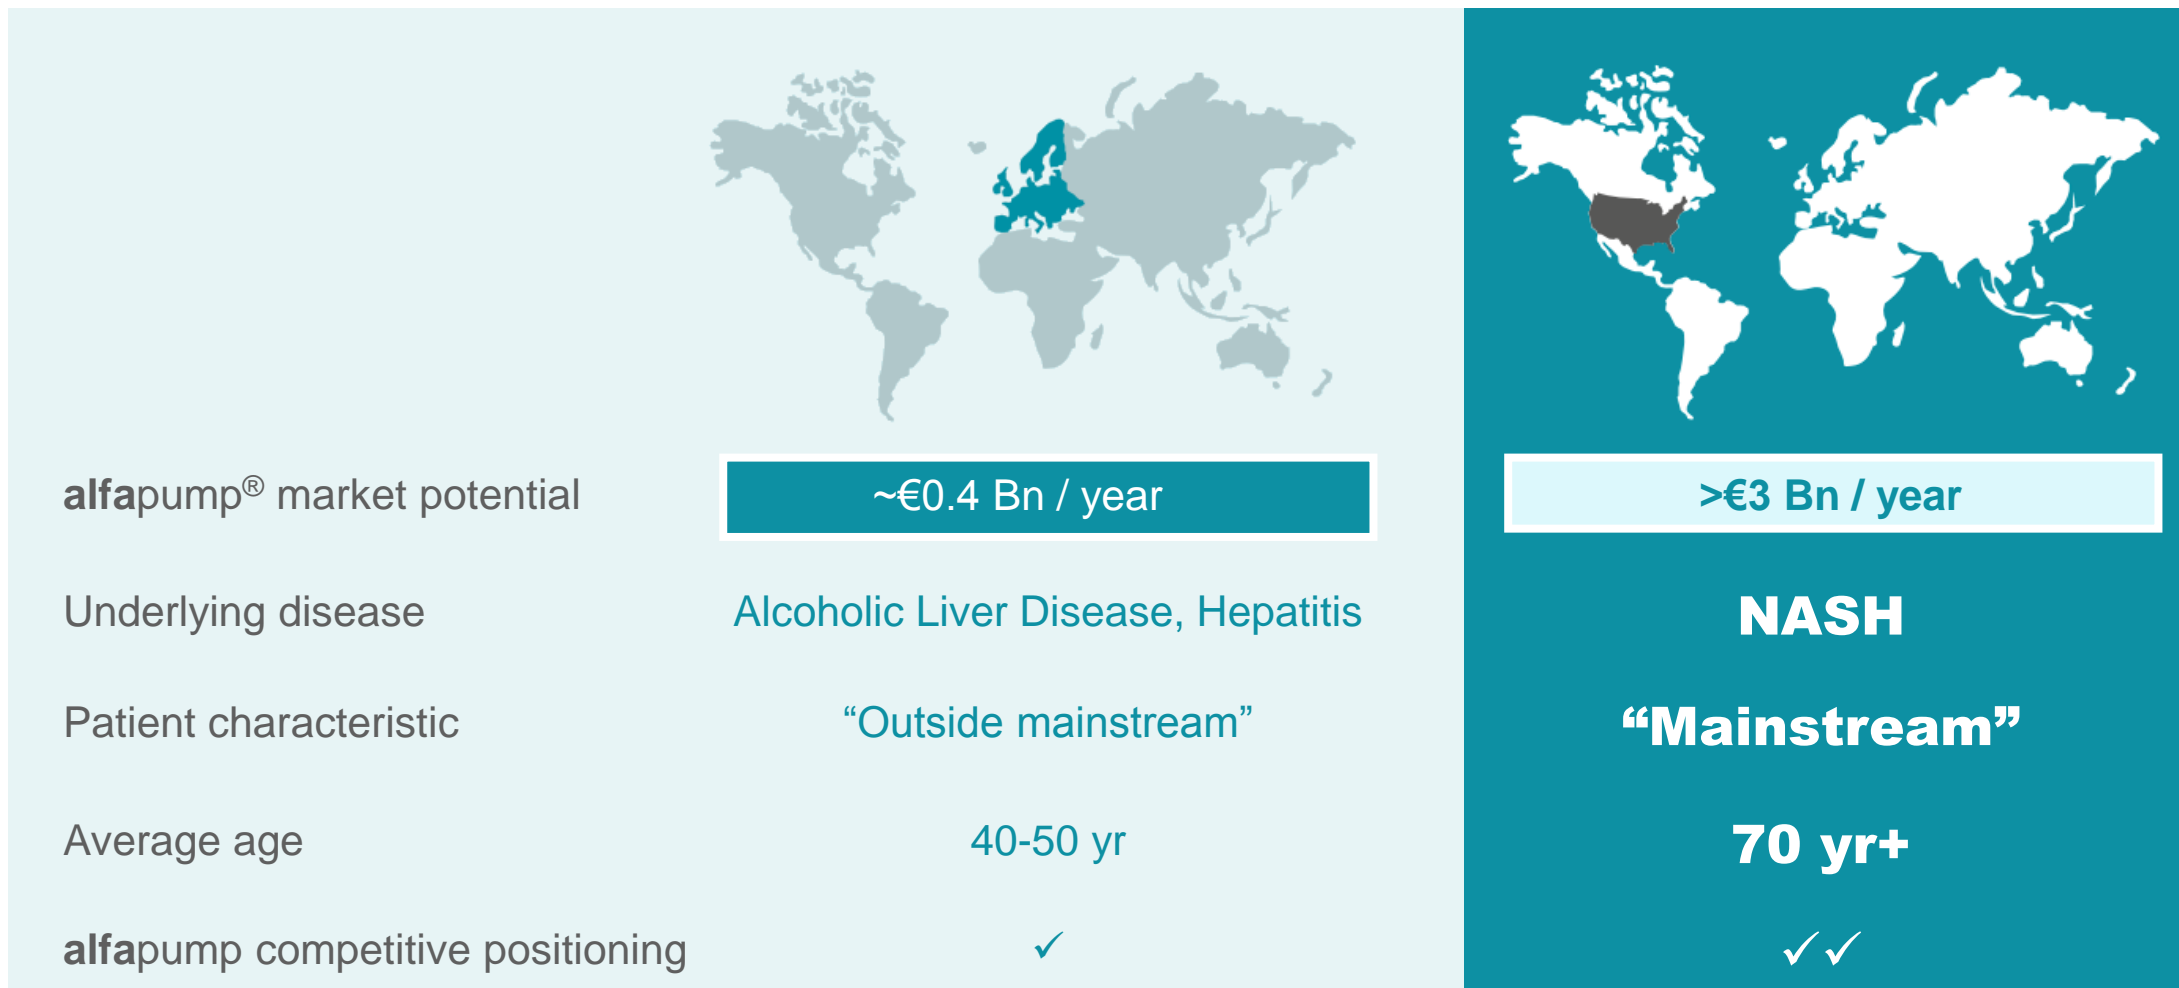 alfapump® market potential ~€0.4 Bn / year >€3 Bn / year
Underlying disease Alcoholic Liver Disease, Hepatitis NASH
Patient characteristic “Outside mainstream” “Mainstream”
Average age 40-50 yr 70 yr+
alfapump competitive positioning ✓ ✓✓